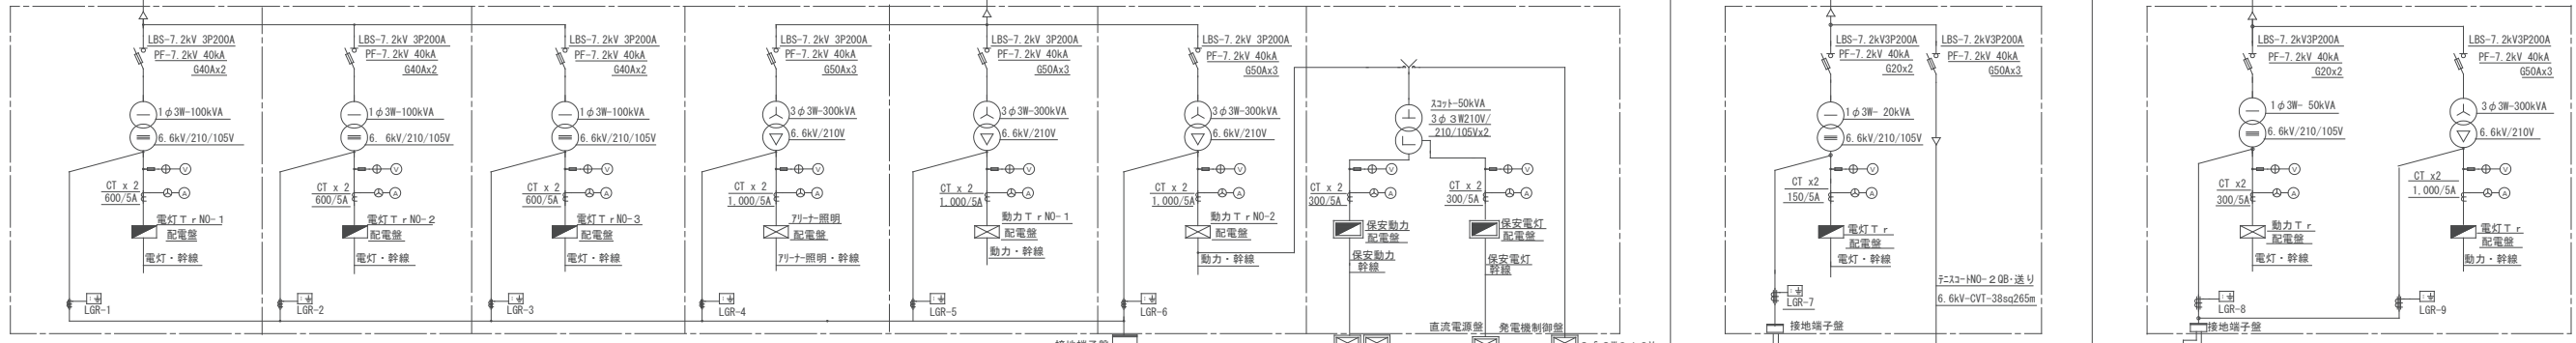 LBS-7.2kV 3P200A
PF-7.2kV 40kA
G40Ax2
1φ3W-100kVA
6.6kV/210/105V
V
CT x 2
600/5A
A
電灯TrNO-1
配電盤
電灯・幹線
LGR-1
LBS-7.2kV 3P200A
PF-7.2kV 40kA
G40Ax2
1φ3W-100kVA
6. 6kV/210/105V
V
CT x 2
600/5A
A
電灯TrNO-2
配電盤
電灯・幹線
LGR-2
LBS-7.2kV 3P200A
PF-7.2kV 40kA
G40Ax2
1φ3W-100kVA
6.6kV/210/105V
V
CT x 2
600/5A
A
電灯TrNO-3
配電盤
電灯・幹線
LGR-3
LBS-7.2kV 3P200A
PF-7.2kV 40kA
G50Ax3
3φ3W-300kVA
6.6kV/210V
V
CT x 2
1,000/5A
A
アリーナー照明
配電盤
アリーナー照明・幹線
LGR-4
LBS-7.2kV 3P200A
PF-7.2kV 40kA
G50Ax3
3φ3W-300kVA
6.6kV/210V
V
CT x 2
1,000/5A
A
動力TrNO-1
配電盤
動力・幹線
LGR-5
LBS-7.2kV 3P200A
PF-7.2kV 40kA
G50Ax3
3φ3W-300kVA
6.6kV/210V
V
CT x 2
1,000/5A
A
動力TrNO-2
配電盤
動力・幹線
LGR-6
スコット-50kVA
3φ3W210V/
210/105Vx2
V
CT x 2
300/5A
A
保安動力
配電盤
保安動力
幹線
V
CT x 2
300/5A
A
保安電灯
配電盤
保安電灯
幹線
直流電源盤
発電機制御盤
接地端子盤
LBS-7.2kV3P200A
PF-7.2kV 40kA
G20x2
1φ3W- 20kVA
6.6kV/210/105V
V
CT x2
150/5A
A
電灯Tr
配電盤
電灯・幹線
LGR-7
接地端子盤
LBS-7.2kV3P200A
PF-7.2kV 40kA
G50Ax3
テニスコートNO-2QB・送り
6.6kV-CVT-38sq265m
LBS-7.2kV3P200A
PF-7.2kV 40kA
G20x2
1φ3W- 50kVA
6.6kV/210/105V
V
CT x2
300/5A
A
動力Tr
配電盤
電灯・幹線
LGR-8
接地端子盤
LBS-7.2kV3P200A
PF-7.2kV 40kA
G50Ax3
3φ3W-300kVA
6.6kV/210V
V
CT x2
1,000/5A
A
電灯Tr
配電盤
動力・幹線
LGR-9